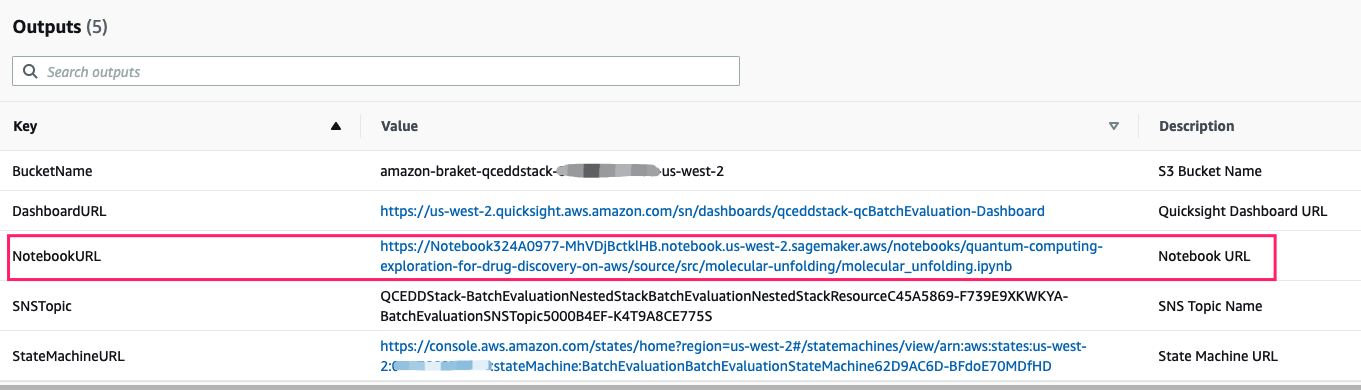 Outputs (5)
Search outputs
Key Value Description
BucketName amazon-braket-qceddstack- us-west-2 S3 Bucket Name
DashboardURL https://us-west-2.quicksight.aws.amazon.com/sn/dashboards/qceddstack-qcBatchEvaluation-Dashboard Quicksight Dashboard URL
https://Notebook324A0977-MhVDjBctklHB.notebook.us-west-2.sagemaker.aws/notebooks/quantum-computing-
NotebookURL Notebook URL
exploration-for-drug-discovery-on-aws/source/src/molecular-unfolding/molecular_unfolding.ipynb
QCEDDStack-BatchEvaluationNestedStackBatchEvaluationNestedStackResourceC45A5869-F739E9XKWKYA-
SNSTopic SNS Topic Name
BatchEvaluationSNSTopic5000B4EF-K4T9A8CE775S
https://console.aws.amazon.com/states/home?region=us-west-2#/statemachines/view/arn:aws:states:us-west-
StateMachineURL State Machine URL
2: :stateMachine:BatchEvaluationBatchEvaluationStateMachine62D9AC6D-BFdoE70MDfHD